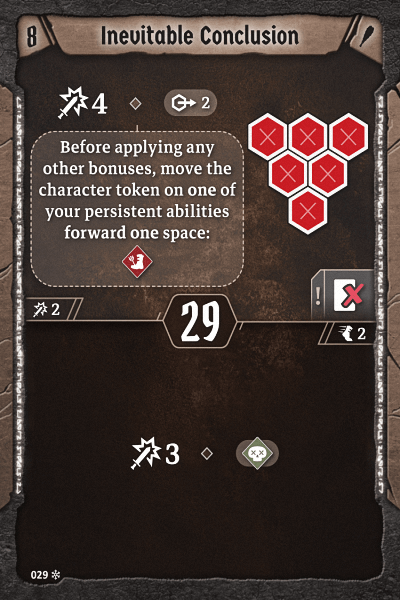 8 Inevitable Conclusion
4 2
Before applying any
other bonuses, move the
character token on one of
your persistent abilities
forward one space:
!
2 29 2
3
029